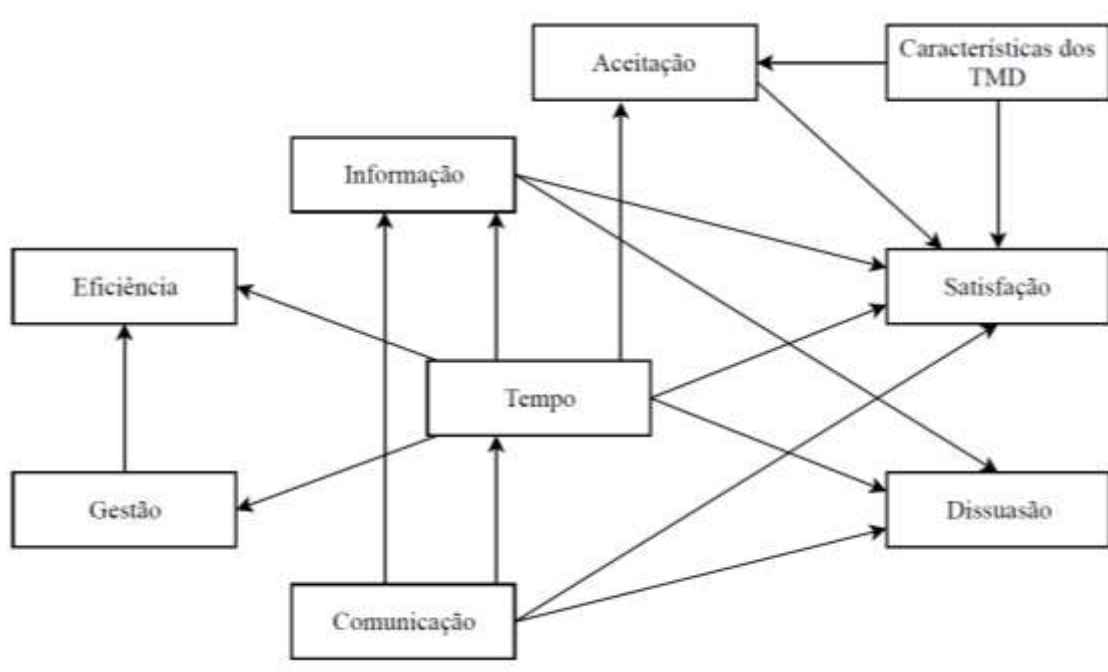 Aceitação
Características dos
TMD
Informação
Eficiência
Satisfação
Tempo
Gestão
Dissuasão
Comunicação